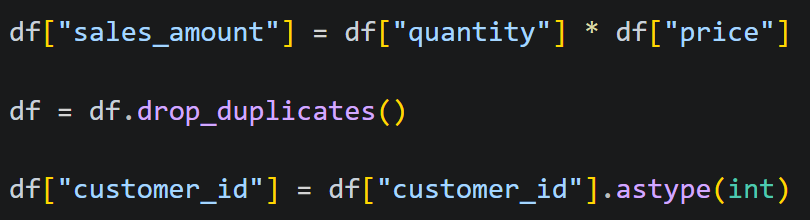 df["sales_amount"] = df["quantity"] * df["price"]
df = df.drop_duplicates()
df["customer_id"] = df["customer_id"].astype(int)